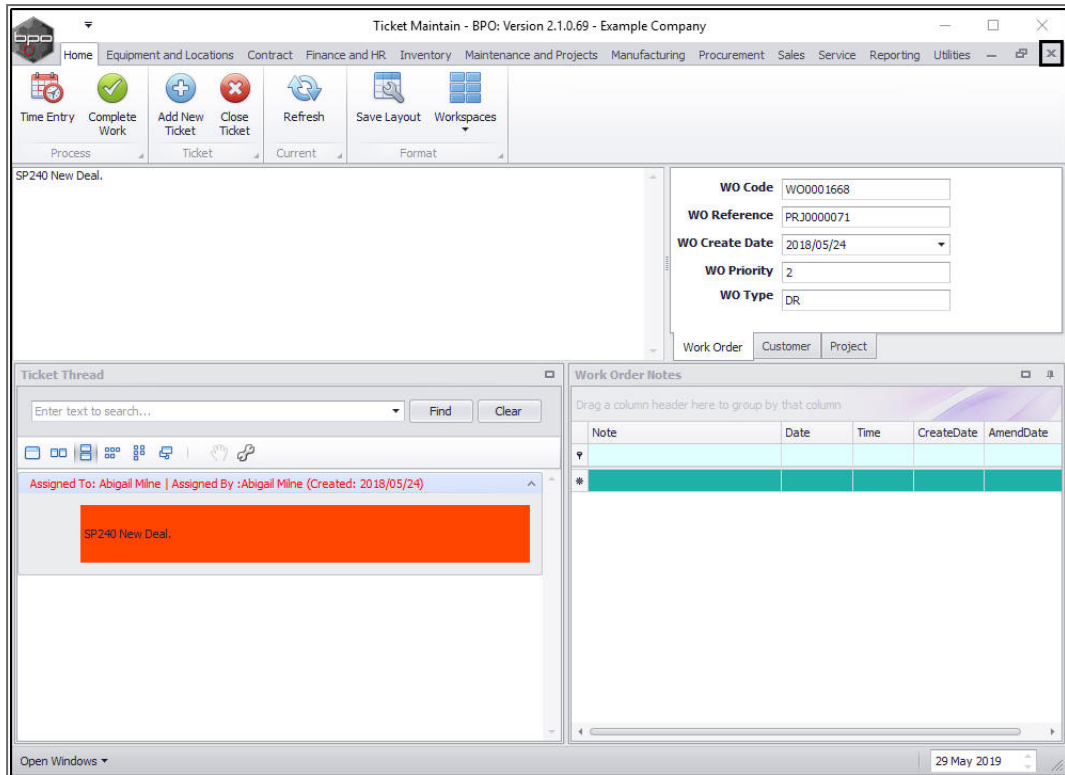 Ticket Maintain - BPO: Version 2.1.0.69 - Example Company
bpo
Home Equipment and Locations Contract Finance and HR Inventory Maintenance and Projects Manufacturing Procurement Sales Service Reporting Utilities
Time Entry Complete Work Add New Ticket Close Ticket Refresh Save Layout Workspaces
Process Ticket Current Format
SP240 New Deal.
WO Code WO0001668
WO Reference PRJ0000071
WO Create Date 2018/05/24
WO Priority 2
WO Type DR
Work Order Customer Project
Ticket Thread
Enter text to search... Find Clear
Assigned To: Abigail Milne | Assigned By :Abigail Milne (Created: 2018/05/24)
SP240 New Deal.
Work Order Notes
Drag a column header here to group by that column
Note Date Time CreateDate AmendDate
Open Windows 29 May 2019